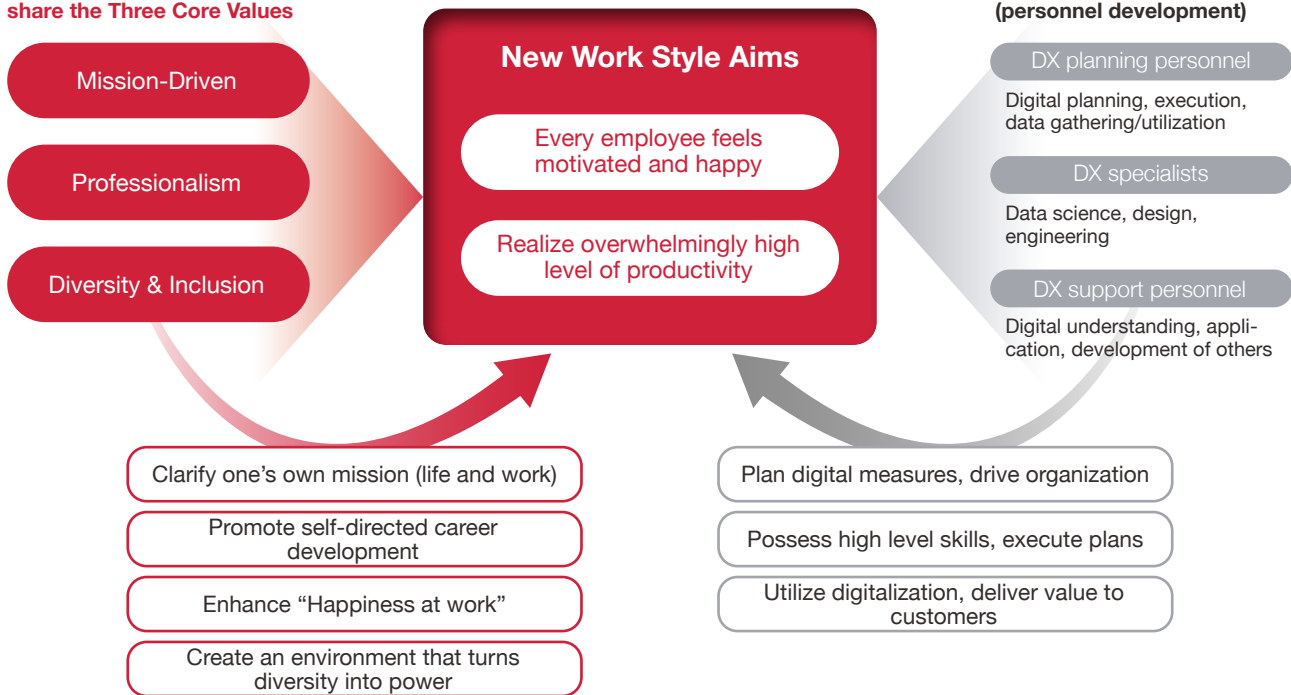 share the Three Core Values
Mission-Driven
Professionalism
Diversity & Inclusion
New Work Style Aims
Every employee feels
motivated and happy
Realize overwhelmingly high
level of productivity
(personnel development)
DX planning personnel
Digital planning, execution,
data gathering/utilization
DX specialists
Data science, design,
engineering
DX support personnel
Digital understanding, appli-
cation, development of others
Clarify one’s own mission (life and work)
Promote self-directed career
development
Enhance “Happiness at work”
Create an environment that turns
diversity into power
Plan digital measures, drive organization
Possess high level skills, execute plans
Utilize digitalization, deliver value to
customers